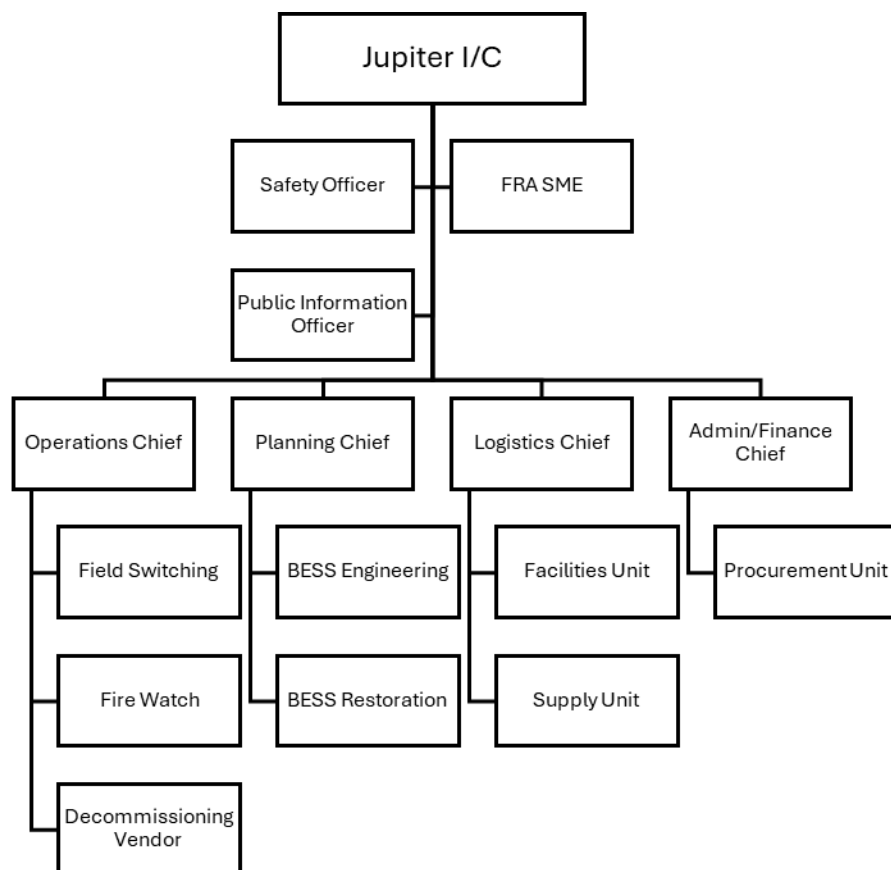 Jupiter I/C
Safety Officer
FRA SME
Public Information
Officer
Operations Chief
Planning Chief
Logistics Chief
Admin/Finance
Chief
Field Switching
BESS Engineering
Facilities Unit
Procurement Unit
Fire Watch
BESS Restoration
Supply Unit
Decommissioning
Vendor